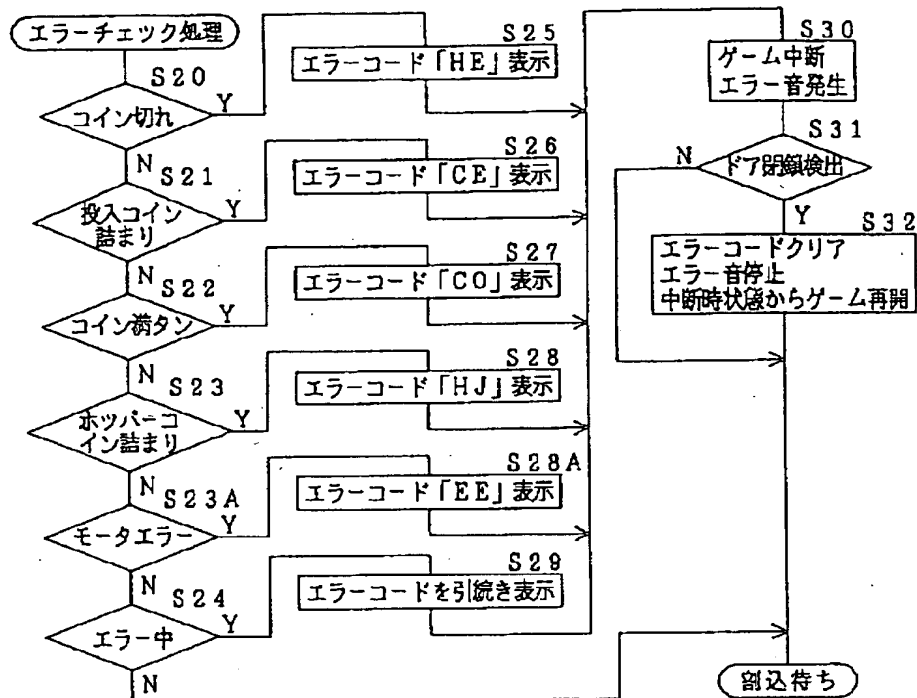 エラーチェック処理
S20
コイン切れ
Y
N
S25
エラーコード「HE」表示
S21
投入コイン
詰まり
Y
N
S26
エラーコード「CE」表示
S22
コイン満タン
Y
N
S27
エラーコード「CO」表示
S23
ホッパーコ
イン詰まり
Y
N
S28
エラーコード「HJ」表示
S23A
モータエラー
Y
N
S28A
エラーコード「EE」表示
S24
エラー中
Y
N
S29
エラーコードを引続き表示
S30
ゲーム中断
エラー音発生
S31
ドア閉鎖検出
N
Y
S32
エラーコードクリア
エラー音停止
中断時状態からゲーム再開
割込待ち